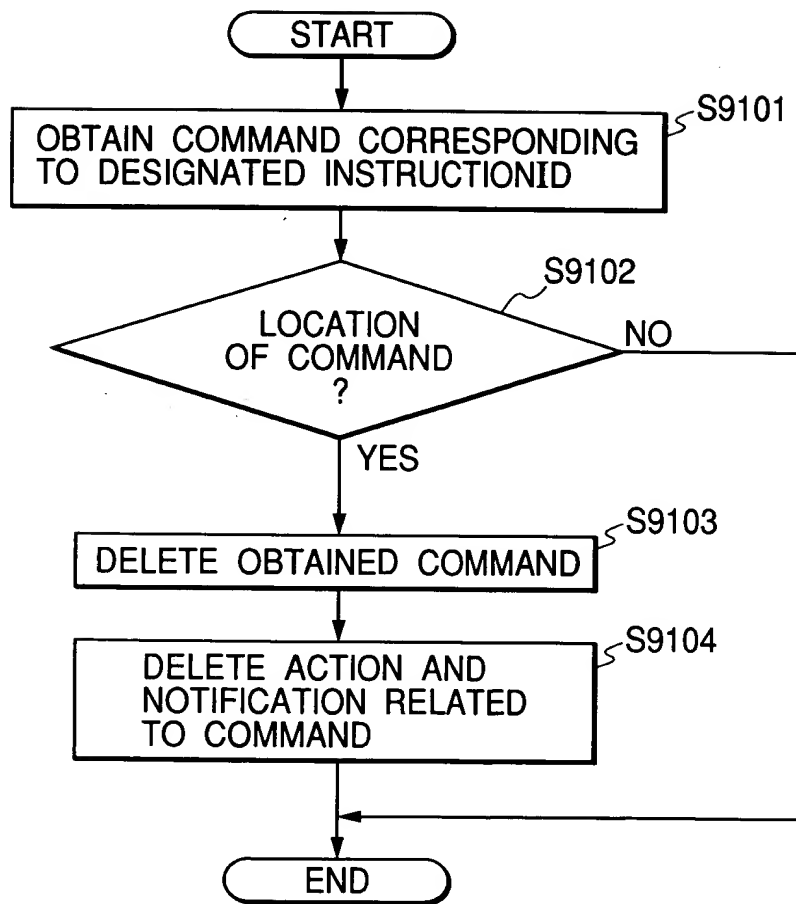 START
S9101
OBTAIN COMMAND CORRESPONDING
TO DESIGNATED INSTRUCTIONID
S9102
LOCATION
OF COMMAND
?
NO
YES
S9103
DELETE OBTAINED COMMAND
S9104
DELETE ACTION AND
NOTIFICATION RELATED
TO COMMAND
END